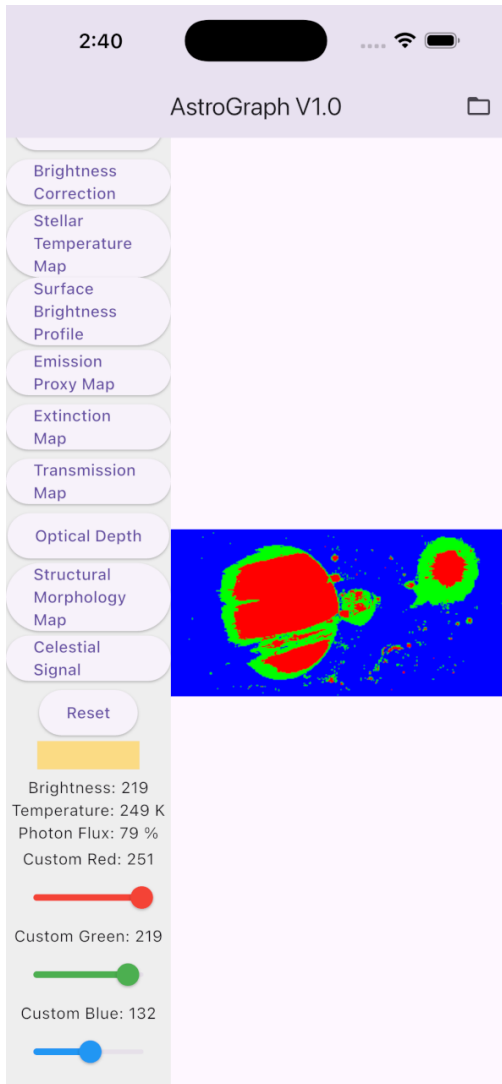 2:40
AstroGraph V1.0
Brightness
Correction
Stellar
Temperature
Map
Surface
Brightness
Profile
Emission
Proxy Map
Extinction
Map
Transmission
Map
Optical Depth
Structural
Morphology
Map
Celestial
Signal
Reset
Brightness: 219
Temperature: 249 K
Photon Flux: 79 %
Custom Red: 251
Custom Green: 219
Custom Blue: 132